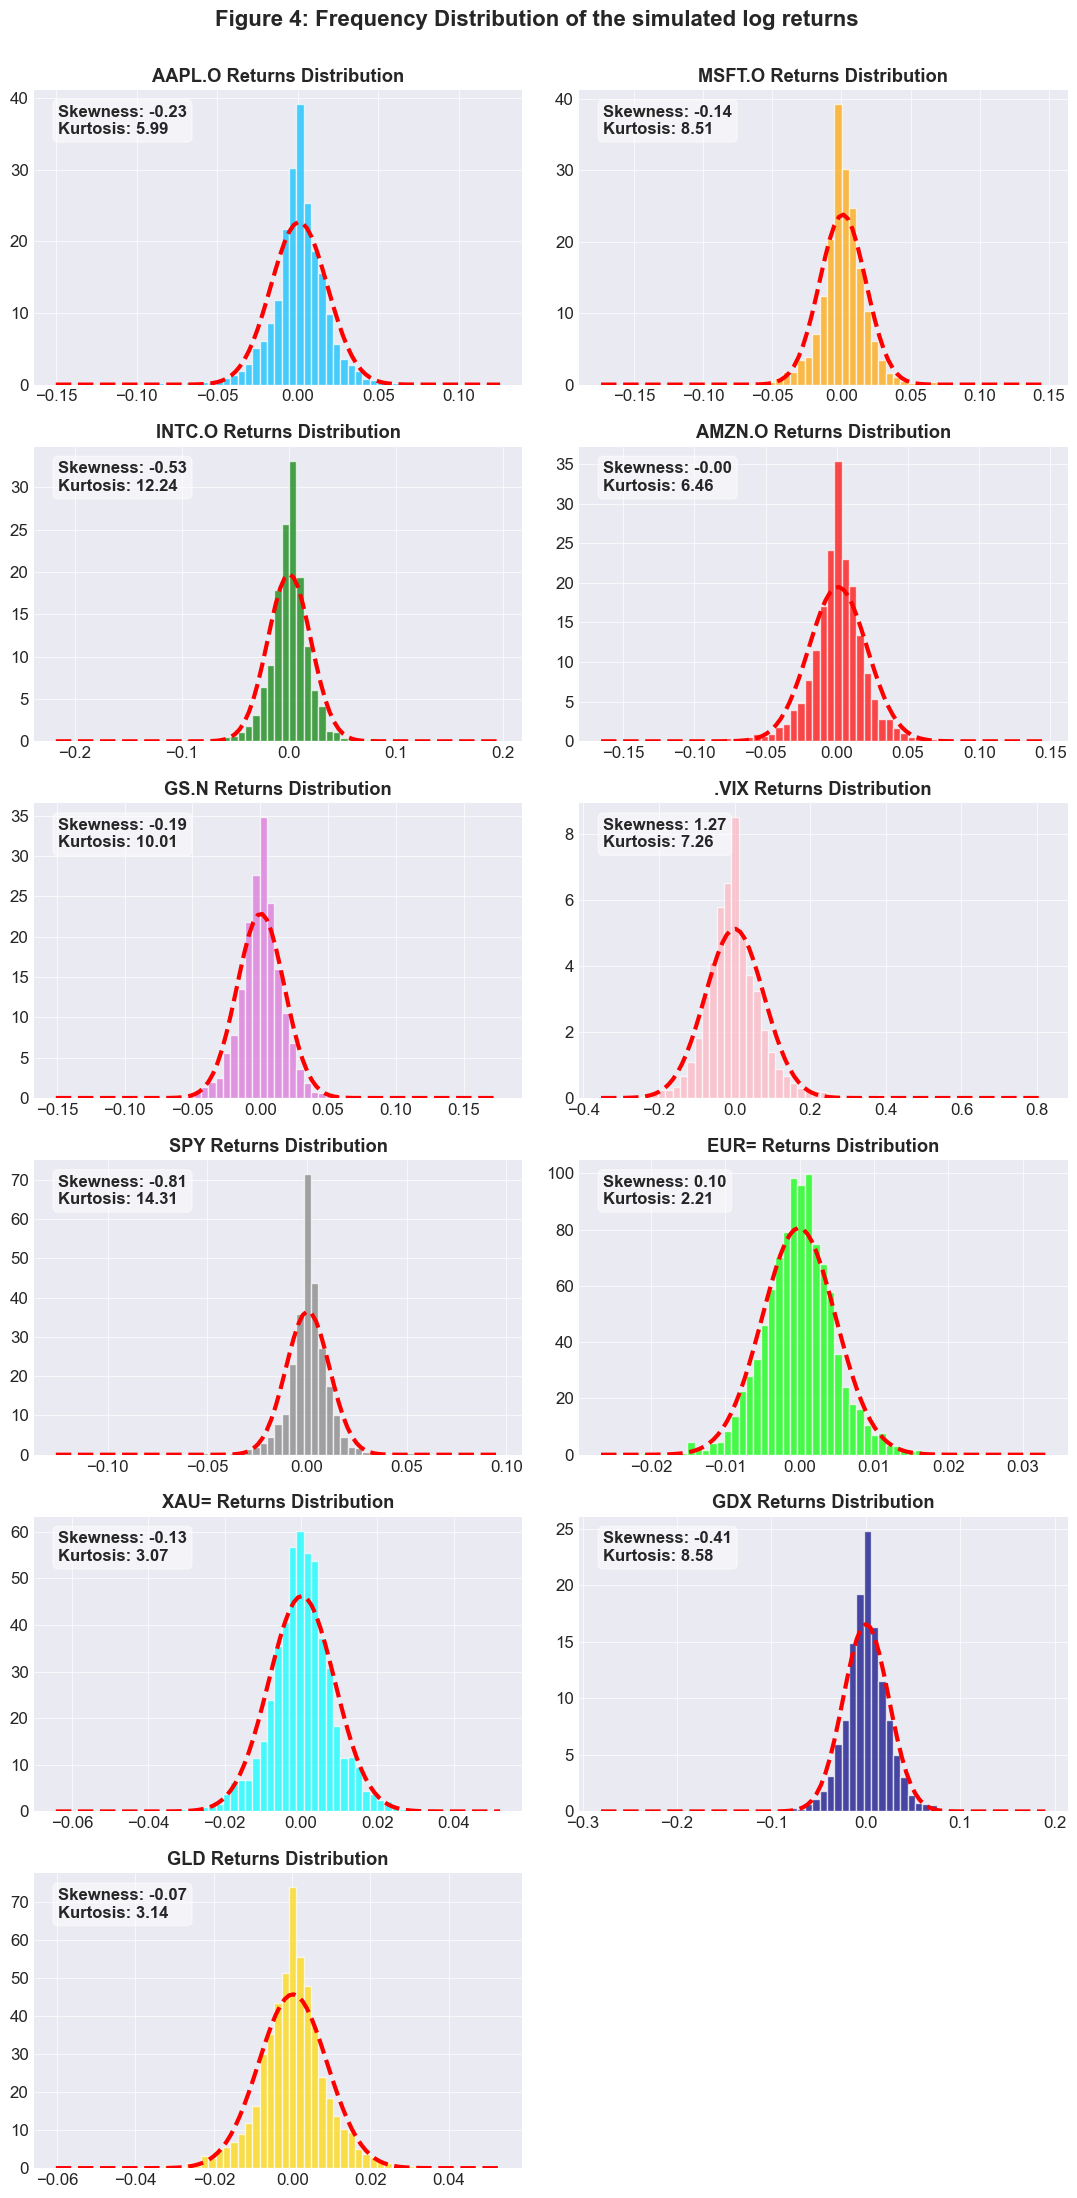 Figure 4: Frequency Distribution of the simulated log returns
AAPL.O Returns Distribution
Skewness: -0.23
Kurtosis: 5.99
40
30
20
10
0
−0.15 −0.10 −0.05 0.00 0.05 0.10
MSFT.O Returns Distribution
Skewness: -0.14
Kurtosis: 8.51
40
30
20
10
0
−0.15 −0.10 −0.05 0.00 0.05 0.10 0.15
INTC.O Returns Distribution
Skewness: -0.53
Kurtosis: 12.24
30
25
20
15
10
5
0
−0.2 −0.1 0.0 0.1 0.2
AMZN.O Returns Distribution
Skewness: -0.00
Kurtosis: 6.46
35
30
25
20
15
10
5
0
−0.15 −0.10 −0.05 0.00 0.05 0.10 0.15
GS.N Returns Distribution
Skewness: -0.19
Kurtosis: 10.01
35
30
25
20
15
10
5
0
−0.15 −0.10 −0.05 0.00 0.05 0.10 0.15
.VIX Returns Distribution
Skewness: 1.27
Kurtosis: 7.26
8
6
4
2
0
−0.4 −0.2 0.0 0.2 0.4 0.6 0.8
SPY Returns Distribution
Skewness: -0.81
Kurtosis: 14.31
70
60
50
40
30
20
10
0
−0.10 −0.05 0.00 0.05 0.10
EUR= Returns Distribution
Skewness: 0.10
Kurtosis: 2.21
100
80
60
40
20
0
−0.02 −0.01 0.00 0.01 0.02 0.03
XAU= Returns Distribution
Skewness: -0.13
Kurtosis: 3.07
60
50
40
30
20
10
0
−0.06 −0.04 −0.02 0.00 0.02 0.04
GDX Returns Distribution
Skewness: -0.41
Kurtosis: 8.58
25
20
15
10
5
0
−0.3 −0.2 −0.1 0.0 0.1 0.2
GLD Returns Distribution
Skewness: -0.07
Kurtosis: 3.14
70
60
50
40
30
20
10
0
−0.06 −0.04 −0.02 0.00 0.02 0.04